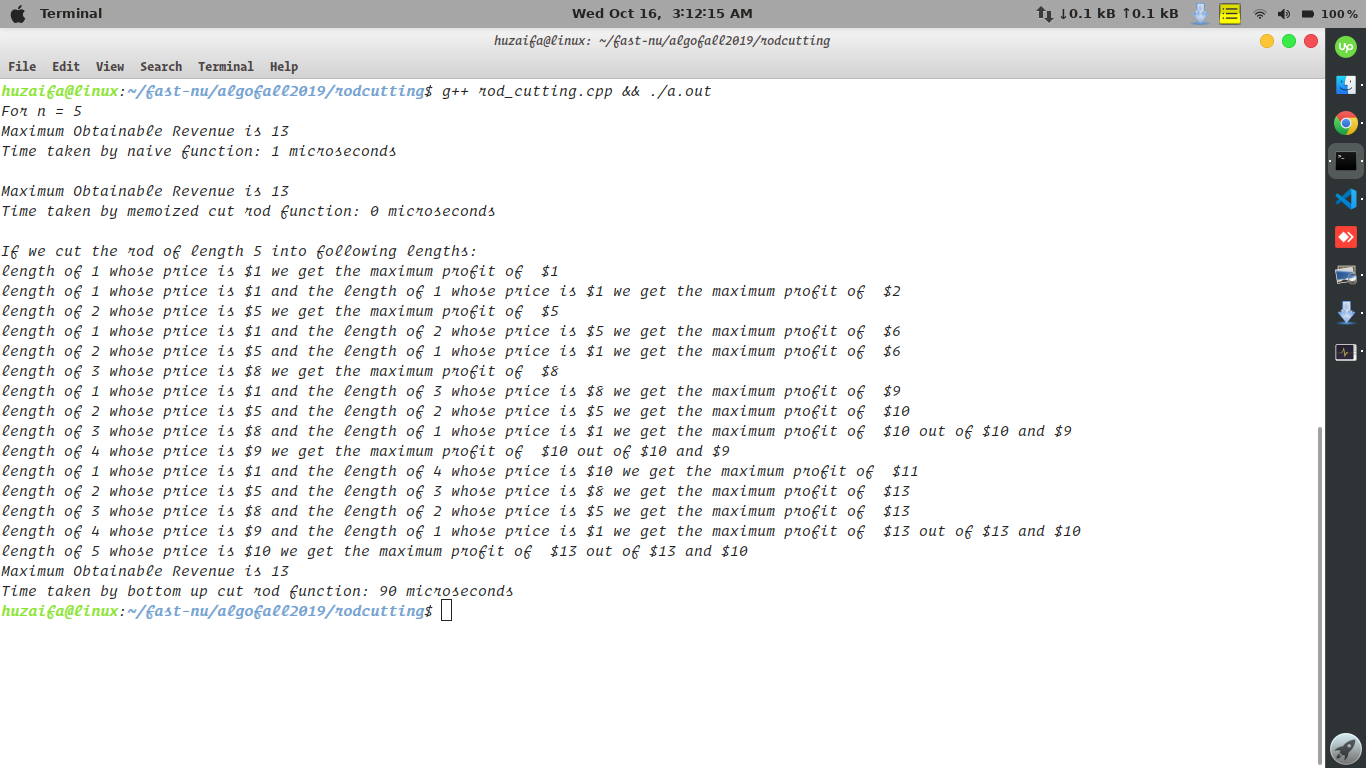 Terminal
Wed Oct 16, 3:12:15 AM
↓0.1 kB ↑0.1 kB
100 %
huzaifa@linux: ~/fast-nu/algofall2019/rodcutting
File Edit View Search Terminal Help
huzaifa@linux:~/fast-nu/algofall2019/rodcutting$ g++ rod_cutting.cpp && ./a.out
For n = 5
Maximum Obtainable Revenue is 13
Time taken by naive function: 1 microseconds
Maximum Obtainable Revenue is 13
Time taken by memoized cut rod function: 0 microseconds
If we cut the rod of length 5 into following lengths:
length of 1 whose price is $1 we get the maximum profit of  $1
length of 1 whose price is $1 and the length of 1 whose price is $1 we get the maximum profit of  $2
length of 2 whose price is $5 we get the maximum profit of  $5
length of 1 whose price is $1 and the length of 2 whose price is $5 we get the maximum profit of  $6
length of 2 whose price is $5 and the length of 1 whose price is $1 we get the maximum profit of  $6
length of 3 whose price is $8 we get the maximum profit of  $8
length of 1 whose price is $1 and the length of 3 whose price is $8 we get the maximum profit of  $9
length of 2 whose price is $5 and the length of 2 whose price is $5 we get the maximum profit of  $10
length of 3 whose price is $8 and the length of 1 whose price is $1 we get the maximum profit of  $10 out of $10 and $9
length of 4 whose price is $9 we get the maximum profit of  $10 out of $10 and $9
length of 1 whose price is $1 and the length of 4 whose price is $10 we get the maximum profit of  $11
length of 2 whose price is $5 and the length of 3 whose price is $8 we get the maximum profit of  $13
length of 3 whose price is $8 and the length of 2 whose price is $5 we get the maximum profit of  $13
length of 4 whose price is $9 and the length of 1 whose price is $1 we get the maximum profit of  $13 out of $13 and $10
length of 5 whose price is $10 we get the maximum profit of  $13 out of $13 and $10
Maximum Obtainable Revenue is 13
Time taken by bottom up cut rod function: 90 microseconds
huzaifa@linux:~/fast-nu/algofall2019/rodcutting$
up